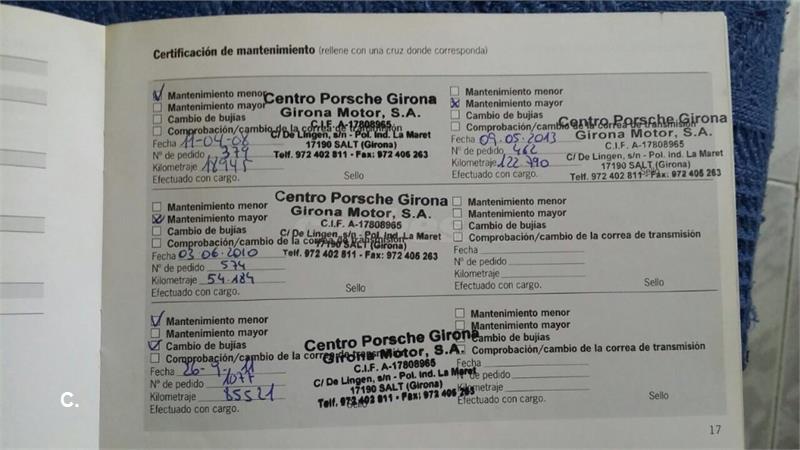 Certificación de mantenimiento (rellene con una cruz donde corresponda)
Mantenimiento menor
Mantenimiento mayor
Cambio de bujías
Comprobación/cambio de la correa de transmisión
Fecha 11-04-08
Nº de pedido 377
Kilometraje 18945
Efectuado con cargo.
Sello
Centro Porsche Girona
Girona Motor, S.A.
C.I.F. A-17808965
C/ De Lingen, s/n - Pol. Ind. La Maret
17190 SALT (Girona)
Telf. 972 402 811 - Fax: 972 405 263
Mantenimiento menor
Mantenimiento mayor
Cambio de bujías
Comprobación/cambio de la correa de transmisión
Fecha 09.05.2013
Nº de pedido 462
Kilometraje 122.790
Efectuado con cargo.
Centro Porsche Girona
Girona Motor, S.A.
C.I.F. A-17808965
C/ De Lingen, s/n - Pol. Ind. La Maret
17190 SALT (Girona)
Telf. 972 402 811 - Fax: 972 405 263
Mantenimiento menor
Mantenimiento mayor
Cambio de bujías
Comprobación/cambio de la correa de transmisión
Fecha 03.06.2010
Nº de pedido 574
Kilometraje 54.184
Efectuado con cargo.
Sello
Centro Porsche Girona
Girona Motor, S.A.
C.I.F. A-17808965
C/ De Lingen, s/n - Pol. Ind. La Maret
17190 SALT (Girona)
Telf. 972 402 811 - Fax: 972 405 263
Mantenimiento menor
Mantenimiento mayor
Cambio de bujías
Comprobación/cambio de la correa de transmisión
Fecha
Nº de pedido
Kilometraje
Efectuado con cargo.
Sello
Mantenimiento menor
Mantenimiento mayor
Cambio de bujías
Comprobación/cambio de la correa de transmisión
Fecha 26-9-11
Nº de pedido 1077
Kilometraje 85521
Efectuado con cargo.
Sello
Centro Porsche Girona
Girona Motor, S.A.
C.I.F. A-17808965
C/ De Lingen, s/n - Pol. Ind. La Maret
17190 SALT (Girona)
Telf. 972 402 811 - Fax: 972 405 263
Mantenimiento menor
Mantenimiento mayor
Cambio de bujías
Comprobación/cambio de la correa de transmisión
Fecha
Nº de pedido
Kilometraje
Efectuado con cargo.
Sello
C.
17